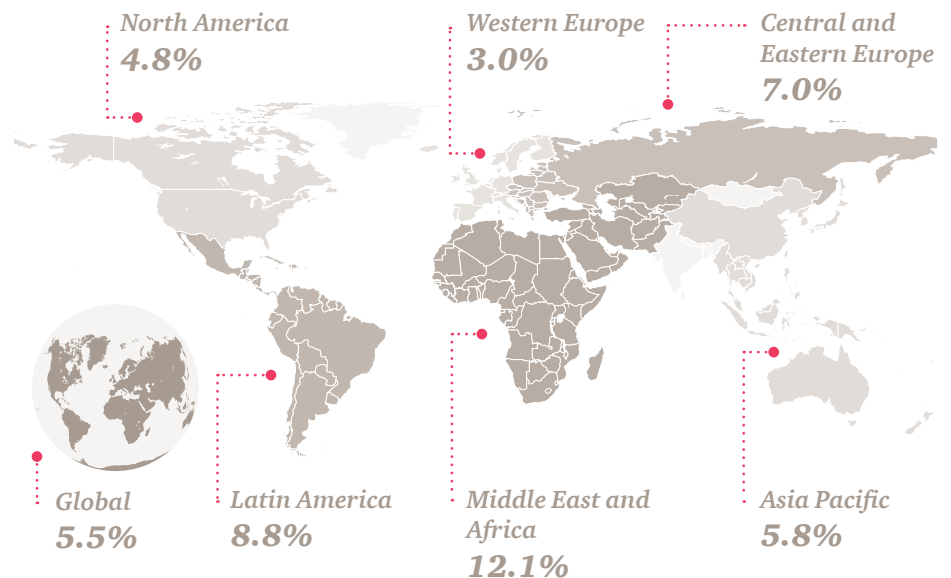 North America
4.8%
Western Europe
3.0%
Central and
Eastern Europe
7.0%
Global
5.5%
Latin America
8.8%
Middle East and
Africa
12.1%
Asia Pacific
5.8%